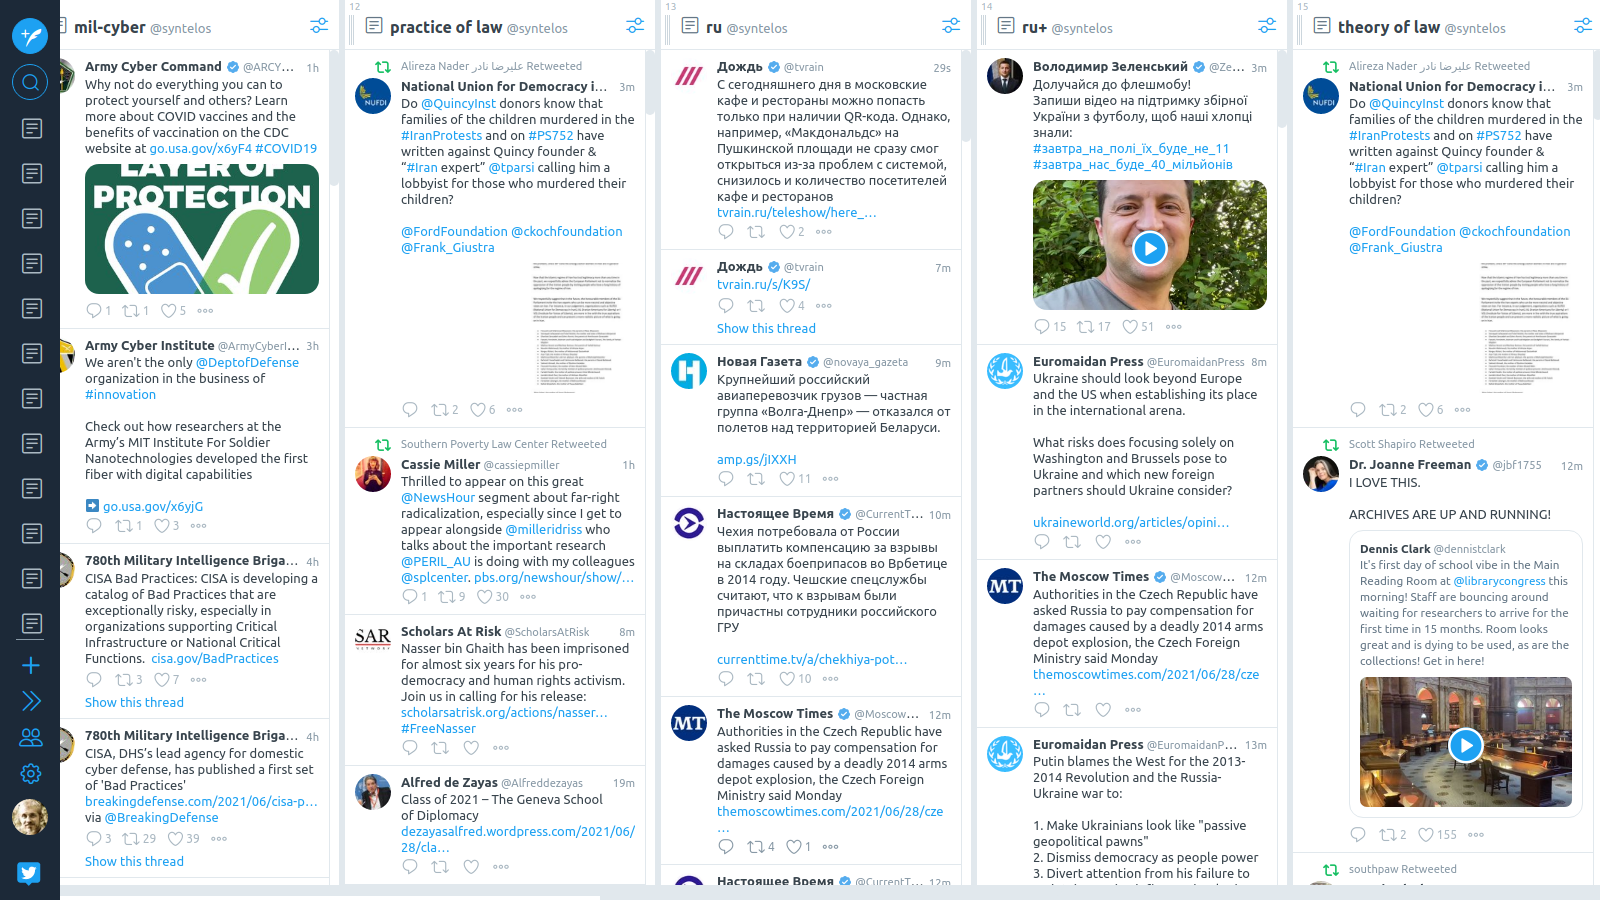 mil-cyber @syntelos
Army Cyber Command @ARCY... 1h
Why not do everything you can to
protect yourself and others? Learn
more about COVID vaccines and the
benefits of vaccination on the CDC
website at go.usa.gov/x6yF4 #COVID19
LAYER OF
PROTECTION
1 1 5
Army Cyber Institute @ArmyCyberI... 3h
We aren't the only @DeptofDefense
organization in the business of
#innovation
Check out how researchers at the
Army's MIT Institute For Soldier
Nanotechnologies developed the first
fiber with digital capabilities
go.usa.gov/x6yjG
1 3
780th Military Intelligence Briga... 4h
CISA Bad Practices: CISA is developing a
catalog of Bad Practices that are
exceptionally risky, especially in
organizations supporting Critical
Infrastructure or National Critical
Functions. cisa.gov/BadPractices
3 7
Show this thread
780th Military Intelligence Briga... 4h
CISA, DHS's lead agency for domestic
cyber defense, has published a first set
of 'Bad Practices'
breakingdefense.com/2021/06/cisa-p...
via @BreakingDefense
3 29 39
Show this thread
12
practice of law @syntelos
Alireza Nader علیرضا نادر Retweeted
National Union for Democracy i... 3m
NUFDI
Do @QuincyInst donors know that
families of the children murdered in the
#IranProtests and on #PS752 have
written against Quincy founder &
“#Iran expert” @tparsi calling him a
lobbyist for those who murdered their
children?
@FordFoundation @ckochfoundation
@Frank_Giustra
2 6
Southern Poverty Law Center Retweeted
Cassie Miller @cassiepmiller 1h
Thrilled to appear on this great
@NewsHour segment about far-right
radicalization, especially since I get to
appear alongside @milleridriss who
talks about the important research
@PERIL_AU is doing with my colleagues
@splcenter. pbs.org/newshour/show/...
1 9 30
Scholars At Risk @ScholarsAtRisk 8m
SAR
NETWORK
Nasser bin Ghaith has been imprisoned
for almost six years for his pro-
democracy and human rights activism.
Join us in calling for his release:
scholarsatrisk.org/actions/nasser...
#FreeNasser
Alfred de Zayas @Alfreddezayas 19m
Class of 2021 – The Geneva School
of Diplomacy
dezayasalfred.wordpress.com/2021/06/
28/cla...
13
ru @syntelos
Дождь @tvrain 29s
С сегодняшнего дня в московские
кафе и рестораны можно попасть
только при наличии QR-кода. Однако,
например, «Макдональдс» на
Пушкинской площади не сразу смог
открыться из-за проблем с системой,
снизилось и количество посетителей
кафе и ресторанов
tvrain.ru/teleshow/here_...
2
Дождь @tvrain 7m
tvrain.ru/s/K9S/
4
Show this thread
Новая Газета @novaya_gazeta 9m
Крупнейший российский
авиаперевозчик грузов — частная
группа «Волга-Днепр» — отказался от
полетов над территорией Беларуси.
amp.gs/jIXXH
11
Настоящее Время @CurrentT... 10m
Чехия потребовала от России
выплатить компенсацию за взрывы
на складах боеприпасов во Врбетице
в 2014 году. Чешские спецслужбы
считают, что к взрывам были
причастны сотрудники российского
ГРУ
currenttime.tv/a/chekhiya-pot...
10
The Moscow Times @Moscow... 12m
MT
Authorities in the Czech Republic have
asked Russia to pay compensation for
damages caused by a deadly 2014 arms
depot explosion, the Czech Foreign
Ministry said Monday
themoscowtimes.com/2021/06/28/cze
...
4 1
Настоящее Время @CurrentT... 12m
14
ru+ @syntelos
Володимир Зеленський @Ze... 3m
Долучайся до флешмобу!
Запиши відео на підтримку збірної
України з футболу, щоб наші хлопці
знали:
#завтра_на_полі_їх_буде_не_11
#завтра_нас_буде_40_мільйонів
15 17 51
Euromaidan Press @EuromaidanPress 8m
Ukraine should look beyond Europe
and the US when establishing its place
in the international arena.
What risks does focusing solely on
Washington and Brussels pose to
Ukraine and which new foreign
partners should Ukraine consider?
ukraineworld.org/articles/opini...
The Moscow Times @Moscow... 12m
MT
Authorities in the Czech Republic have
asked Russia to pay compensation for
damages caused by a deadly 2014 arms
depot explosion, the Czech Foreign
Ministry said Monday
themoscowtimes.com/2021/06/28/cze
...
Euromaidan Press @EuromaidanP... 13m
Putin blames the West for the 2013-
2014 Revolution and the Russia-
Ukraine war to:
1. Make Ukrainians look like "passive
geopolitical pawns"
2. Dismiss democracy as people power
3. Divert attention from his failure to
15
theory of law @syntelos
Alireza Nader علیرضا نادر Retweeted
National Union for Democracy i... 3m
NUFDI
Do @QuincyInst donors know that
families of the children murdered in the
#IranProtests and on #PS752 have
written against Quincy founder &
“#Iran expert” @tparsi calling him a
lobbyist for those who murdered their
children?
@FordFoundation @ckochfoundation
@Frank_Giustra
2 6
Scott Shapiro Retweeted
Dr. Joanne Freeman @jbf1755 12m
I LOVE THIS.
ARCHIVES ARE UP AND RUNNING!
Dennis Clark @dennistclark
It's first day of school vibe in the Main
Reading Room at @librarycongress this
morning! Staff are bouncing around
waiting for researchers to arrive for the
first time in 15 months. Room looks
great and is dying to be used, as are the
collections! Get in here!
2 155
southpaw Retweeted